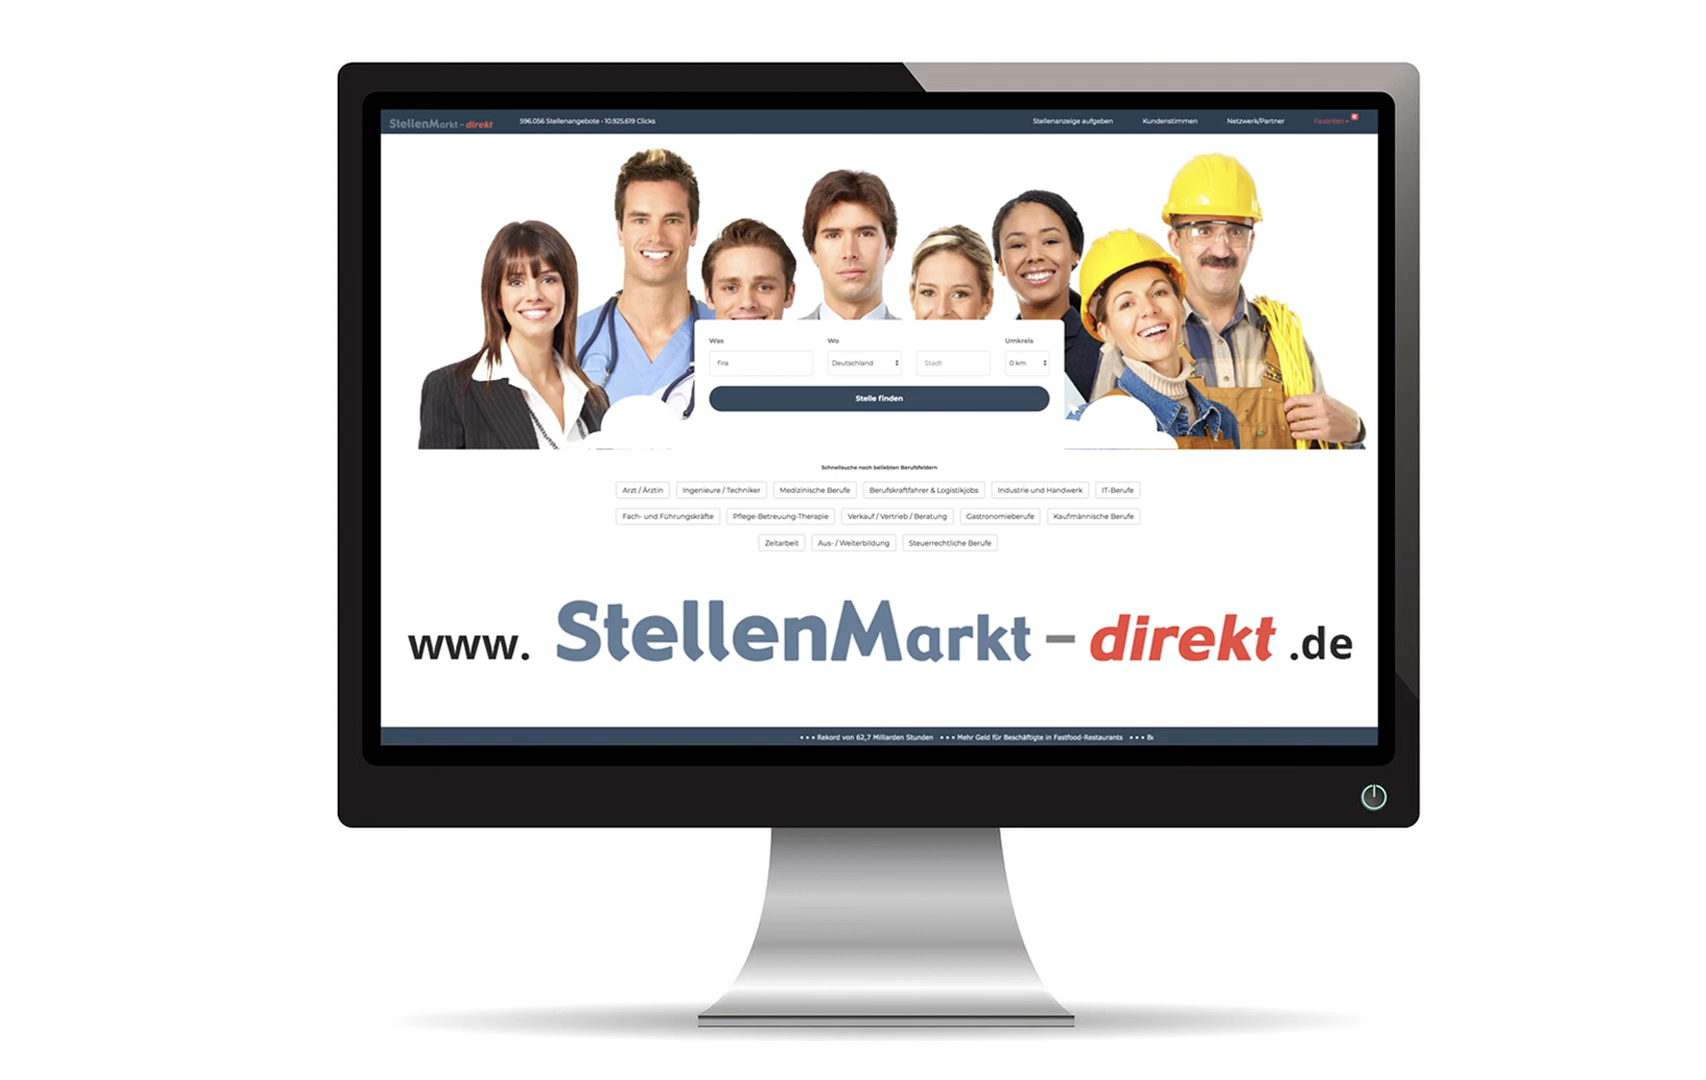 StellenMarkt - direkt 596.056 Stellenangebote - 10.925.619 Clicks Stellenanzeige aufgeben Kundenstimmen Netzwerk/Partner Favoriten
Was Wo Umkreis
fira Deutschland Stadt 0 km
Stelle finden
Schnellsuche nach beliebten Berufsfeldern
Arzt / Ärztin Ingenieure / Techniker Medizinische Berufe Berufskraftfahrer & Logistikjobs Industrie und Handwerk IT-Berufe
Fach- und Führungskräfte Pflege-Betreuung-Therapie Verkauf / Vertrieb / Beratung Gastronomieberufe Kaufmännische Berufe
Zeitarbeit Aus- / Weiterbildung Steuerrechtliche Berufe
www. StellenMarkt - direkt .de
• • • Rekord von 62,7 Milliarden Stunden • • • Mehr Geld für Beschäftigte in Fastfood-Restaurants • • •